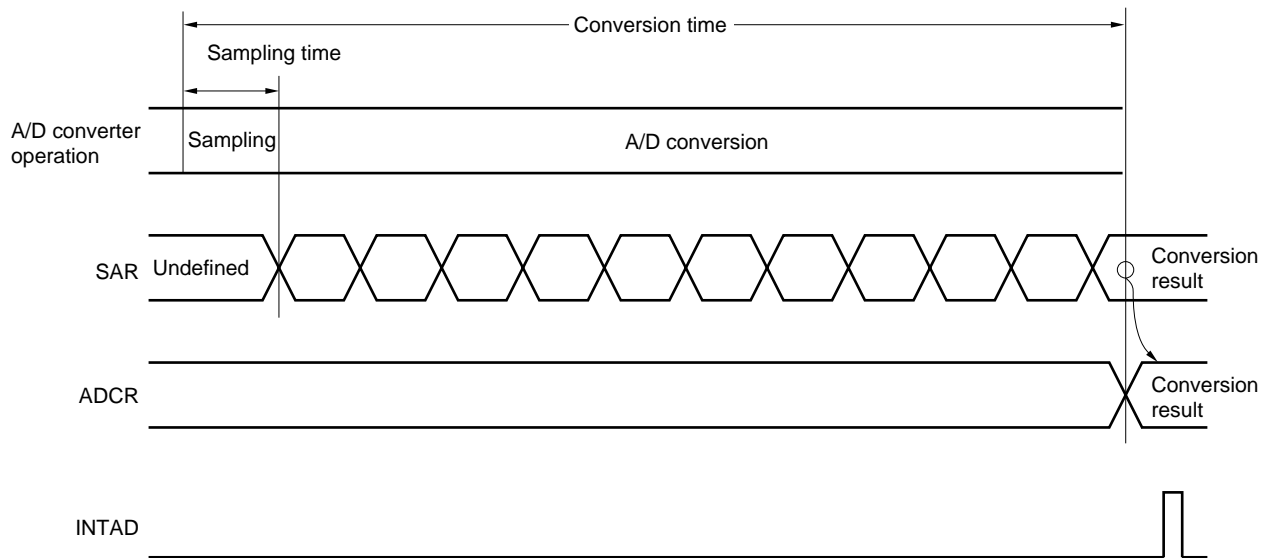 Conversion time
Sampling time
A/D converter
operation
Sampling
A/D conversion
SAR
Undefined
Conversion
result
ADCR
Conversion
result
INTAD